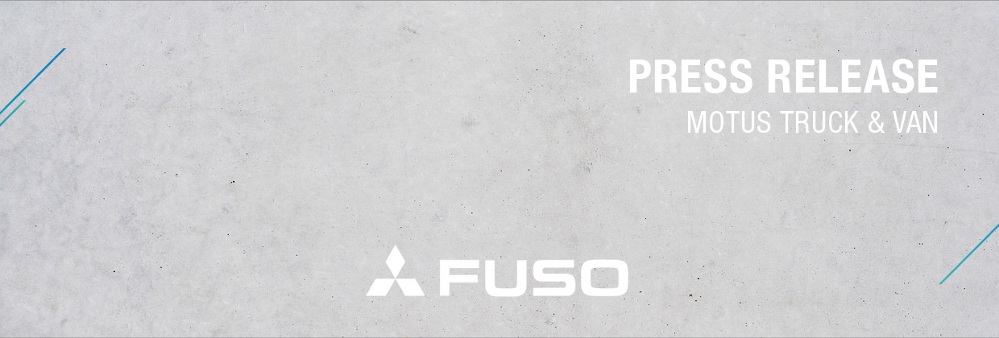 PRESS RELEASE
MOTUS TRUCK & VAN
FUSO